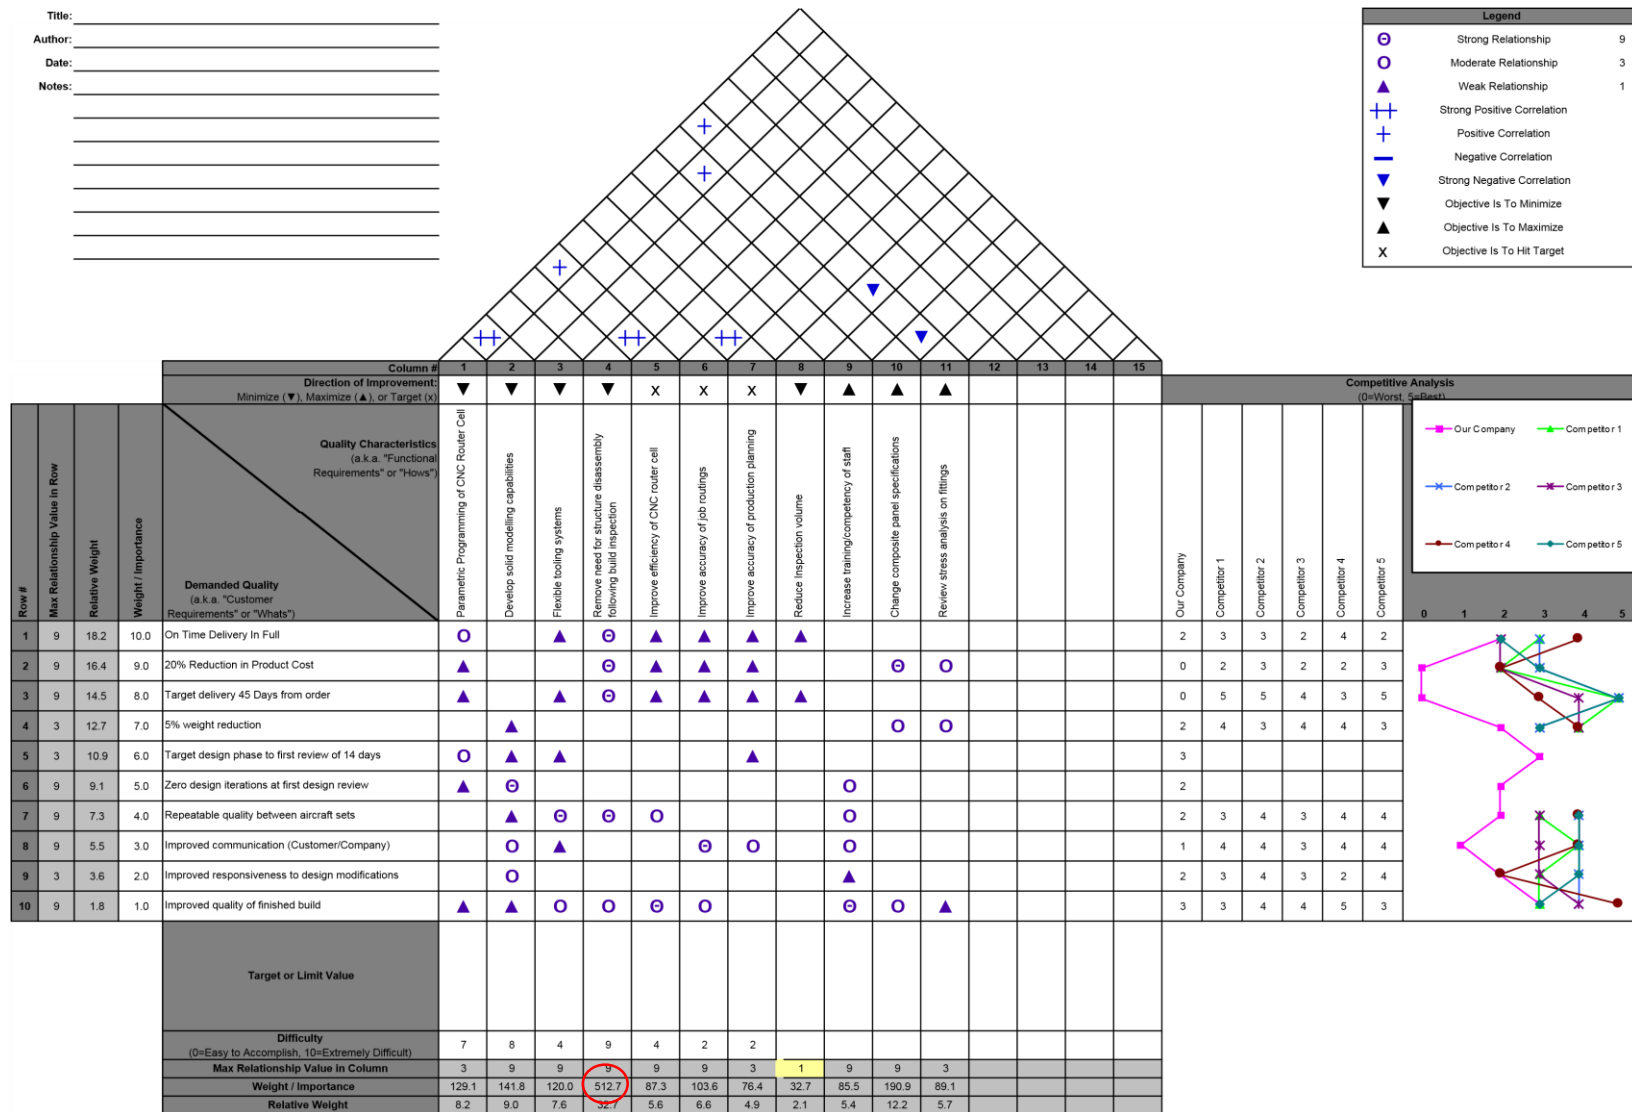 Title:
Author:
Date:
Notes:
Legend
Θ Strong Relationship 9
Ο Moderate Relationship 3
▲ Weak Relationship 1
++ Strong Positive Correlation
+ Positive Correlation
Negative Correlation
▼ Strong Negative Correlation
▼ Objective Is To Minimize
▲ Objective Is To Maximize
X Objective Is To Hit Target
Column # 1 2 3 4 5 6 7 8 9 10 11 12 13 14 15
Direction of Improvement:
Minimize (▼), Maximize (▲), or Target (x)
▼ ▼ ▼ ▼ X X X ▼ ▲ ▲ ▲
Competitive Analysis
(0=Worst, 5=Best)
Row #
Max Relationship Value in Row
Relative Weight
Weight / Importance
Quality Characteristics
(a.k.a. "Functional
Requirements" or "Hows")
Demanded Quality
(a.k.a. "Customer
Requirements" or "Whats")
Parametric Programming of CNC Router Cell
Develop solid modelling capabilities
Flexible tooling systems
Remove need for structure disassembly
following build inspection
Improve efficiency of CNC router cell
Improve accuracy of job routings
Improve accuracy of production planning
Reduce Inspection volume
Increase training/competency of staff
Change composite panel specifications
Review stress analysis on fittings
Our Company
Competitor 1
Competitor 2
Competitor 3
Competitor 4
Competitor 5
Our Company Competitor 1
Competitor 2 Competitor 3
Competitor 4 Competitor 5
0 1 2 3 4 5
1 9 18.2 10.0 On Time Delivery In Full Ο ▲ Θ ▲ ▲ ▲ ▲ 2 3 3 2 4 2
2 9 16.4 9.0 20% Reduction in Product Cost ▲ Θ ▲ ▲ ▲ Θ Ο 0 2 3 2 2 3
3 9 14.5 8.0 Target delivery 45 Days from order ▲ ▲ Θ ▲ ▲ ▲ ▲ 0 5 5 4 3 5
4 3 12.7 7.0 5% weight reduction ▲ Ο Ο 2 4 3 4 4 3
5 3 10.9 6.0 Target design phase to first review of 14 days Ο ▲ ▲ ▲ 3
6 9 9.1 5.0 Zero design iterations at first design review ▲ Θ Ο 2
7 9 7.3 4.0 Repeatable quality between aircraft sets ▲ Θ Θ Ο Ο 2 3 4 3 4 4
8 9 5.5 3.0 Improved communication (Customer/Company) Ο ▲ Θ Ο Ο 1 4 4 3 4 4
9 3 3.6 2.0 Improved responsiveness to design modifications Ο ▲ 2 3 4 3 2 4
10 9 1.8 1.0 Improved quality of finished build ▲ ▲ Ο Ο Θ Ο Θ Ο ▲ 3 3 4 4 5 3
Target or Limit Value
Difficulty
(0=Easy to Accomplish, 10=Extremely Difficult)
7 8 4 9 4 2 2
Max Relationship Value in Column 3 9 9 9 9 9 3 1 9 9 3
Weight / Importance 129.1 141.8 120.0 512.7 87.3 103.6 76.4 32.7 85.5 190.9 89.1
Relative Weight 8.2 9.0 7.6 32.7 5.6 6.6 4.9 2.1 5.4 12.2 5.7